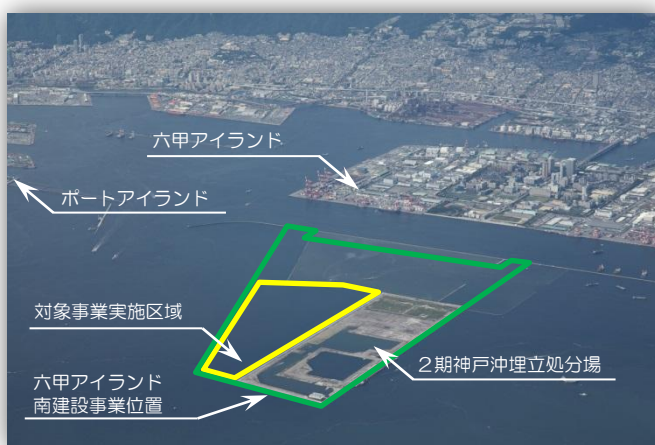 六甲アイランド
ポートアイランド
対象事業実施区域
2期神戸沖埋立処分場
六甲アイランド
南建設事業位置